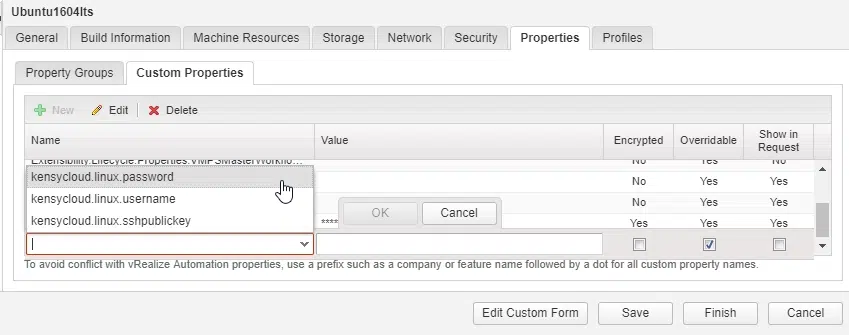 Ubuntu1604lts
General Build Information Machine Resources Storage Network Security Properties Profiles
Property Groups Custom Properties
New Edit Delete
Name Value Encrypted Overridable Show in Request
Extensibility.Lifecycle.Properties.VMPSMasterWorkflo... No Yes No
kensycloud.linux.password No Yes Yes
kensycloud.linux.username No Yes Yes
kensycloud.linux.sshpublickey **** OK Cancel Yes Yes Yes
To avoid conflict with vRealize Automation properties, use a prefix such as a company or feature name followed by a dot for all custom property names.
Edit Custom Form Save Finish Cancel